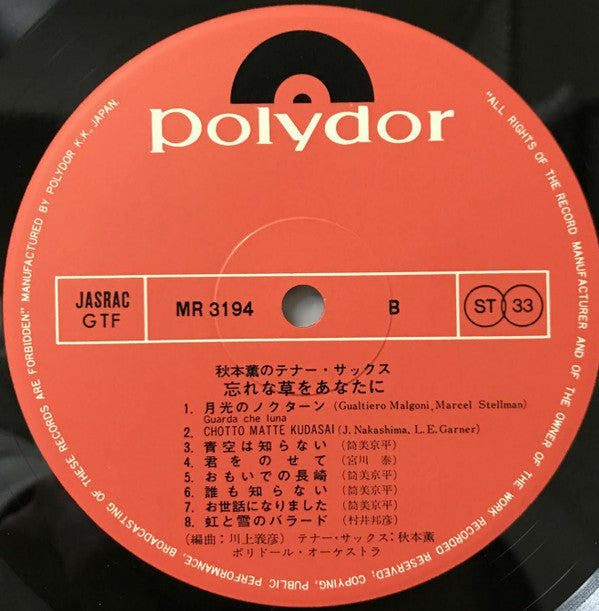 polydor
JASRAC
GTF
MR 3194
B
ST 33
秋本薫のテナー・サックス
忘れな草をあなたに
1. 月光のノクターン (Gualtiero Malgoni, Marcel Stellman)
Guarda che luna
2. CHOTTO MATTE KUDASAI (J. Nakashima, L.E. Garner)
3. 青空は知らない (筒美京平)
4. 君をのせて (宮川 泰)
5. おもいでの長崎 (筒美京平)
6. 誰も知らない (筒美京平)
7. お世話になりました (筒美京平)
8. 虹と雪のバラード (村井邦彦)
(編曲:川上義彦) テナー・サックス:秋本薫
ポリドール・オーケストラ
"ALL RIGHTS OF THE RECORD MANUFACTURER AND OF THE OWNER OF THE WORK RECORDED RESERVED; COPYING, PUBLIC PERFORMANCE, BROADCASTING OF THESE RECORDS ARE FORBIDDEN" MANUFACTURED BY POLYDOR K.K., JAPAN.